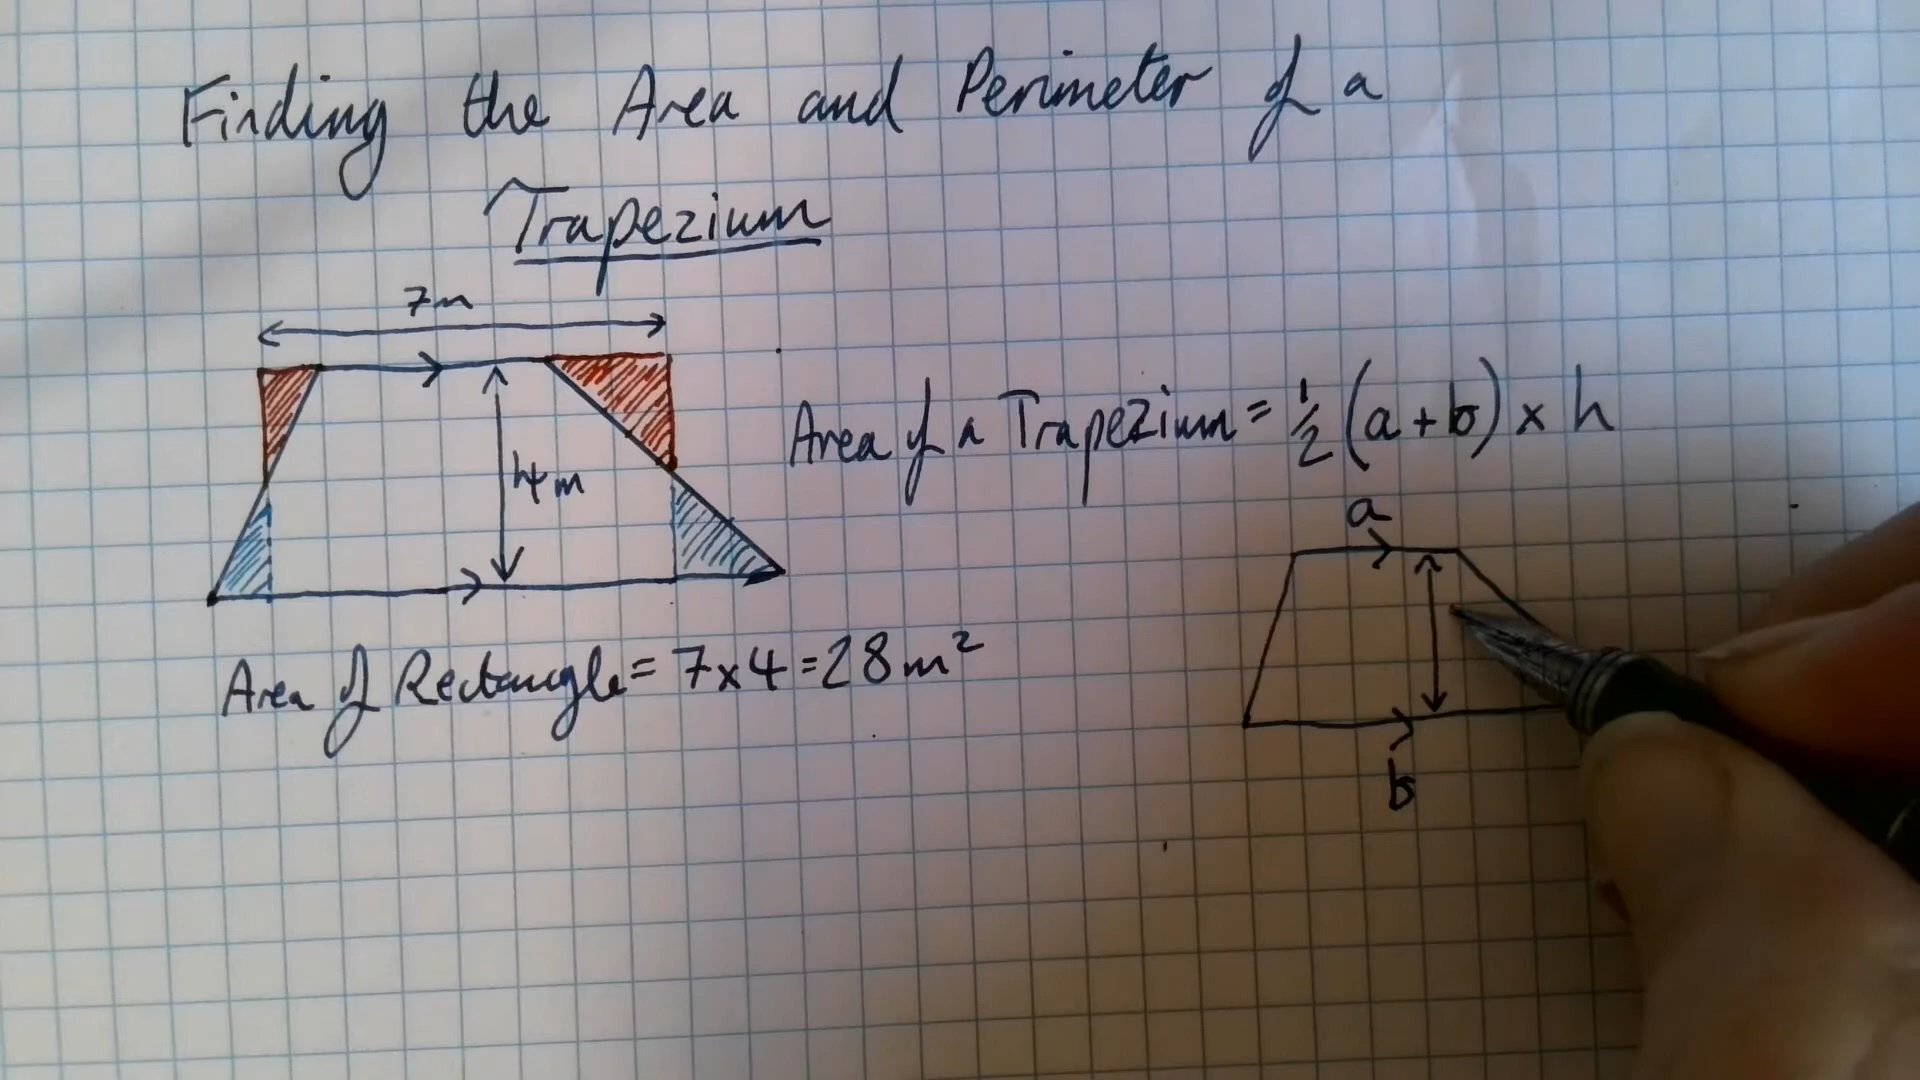 Finding the Area and Perimeter of a
Trapezium
7m
4m
Area of a Trapezium = ½ (a + b) × h
a
b
Area of Rectangle = 7 × 4 = 28 m²